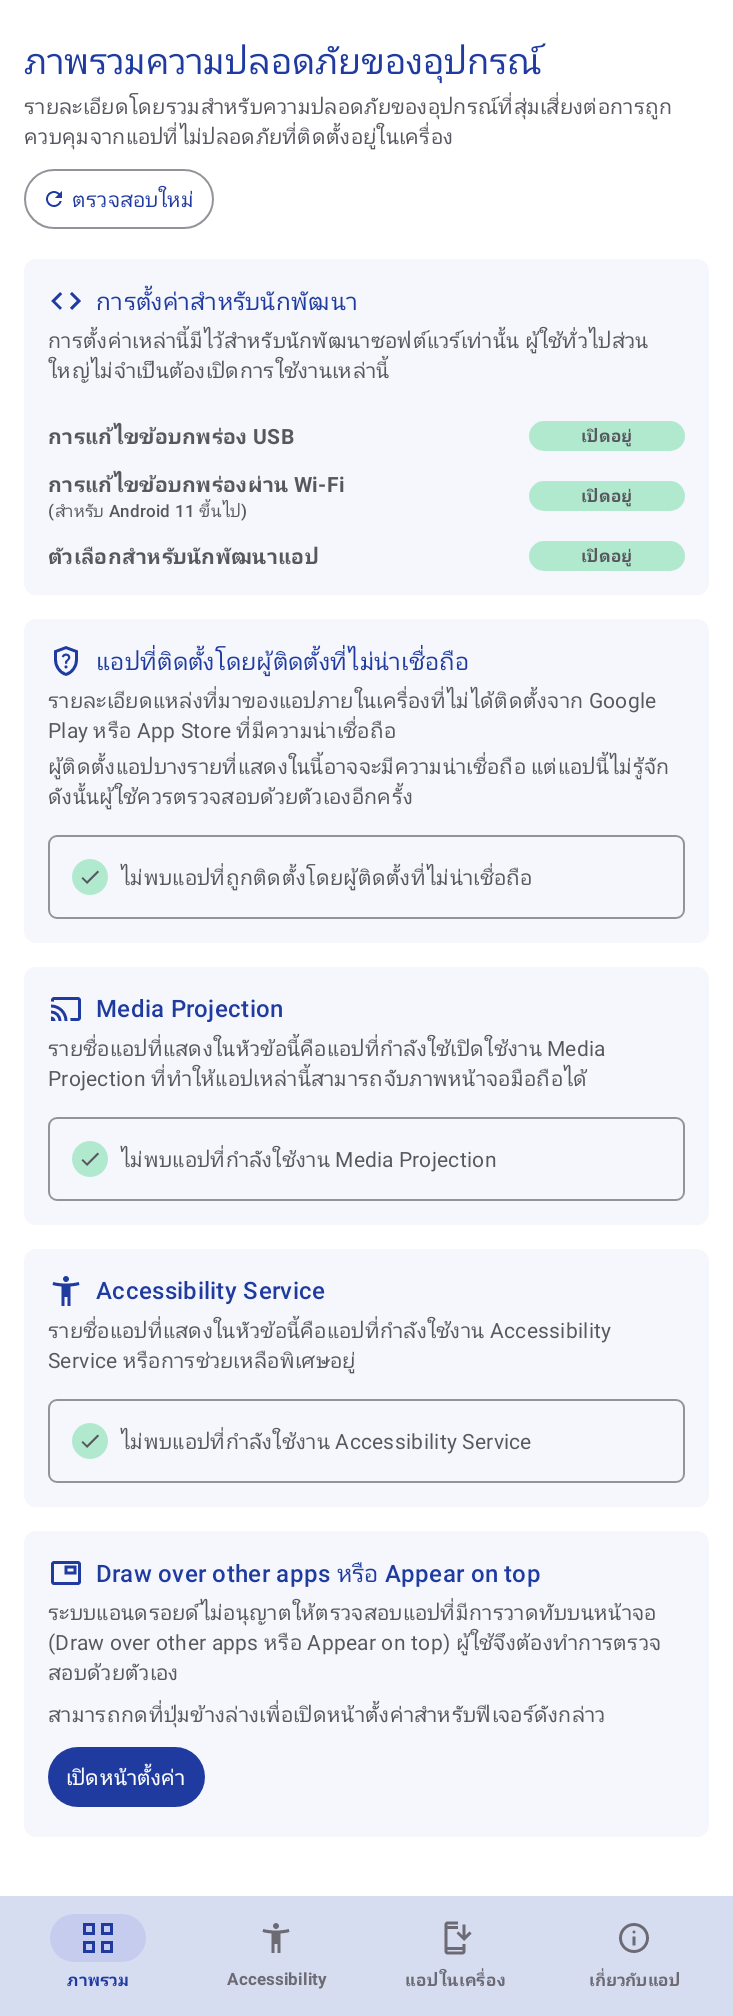 ภาพรวมความปลอดภัยของอุปกรณ์
รายละเอียดโดยรวมสำหรับความปลอดภัยของอุปกรณ์ที่สุ่มเสี่ยงต่อการถูก
ควบคุมจากแอปที่ไม่ปลอดภัยที่ติดตั้งอยู่ในเครื่อง
ตรวจสอบใหม่
การตั้งค่าสำหรับนักพัฒนา
การตั้งค่าเหล่านี้มีไว้สำหรับนักพัฒนาซอฟต์แวร์เท่านั้น ผู้ใช้ทั่วไปส่วน
ใหญ่ไม่จำเป็นต้องเปิดการใช้งานเหล่านี้
การแก้ไขข้อบกพร่อง USB
เปิดอยู่
การแก้ไขข้อบกพร่องผ่าน Wi-Fi
(สำหรับ Android 11 ขึ้นไป)
เปิดอยู่
ตัวเลือกสำหรับนักพัฒนาแอป
เปิดอยู่
แอปที่ติดตั้งโดยผู้ติดตั้งที่ไม่น่าเชื่อถือ
รายละเอียดแหล่งที่มาของแอปภายในเครื่องที่ไม่ได้ติดตั้งจาก Google
Play หรือ App Store ที่มีความน่าเชื่อถือ
ผู้ติดตั้งแอปบางรายที่แสดงในนี้อาจจะมีความน่าเชื่อถือ แต่แอปนี้ไม่รู้จัก
ดังนั้นผู้ใช้ควรตรวจสอบด้วยตัวเองอีกครั้ง
ไม่พบแอปที่ถูกติดตั้งโดยผู้ติดตั้งที่ไม่น่าเชื่อถือ
Media Projection
รายชื่อแอปที่แสดงในหัวข้อนี้คือแอปที่กำลังใช้เปิดใช้งาน Media
Projection ที่ทำให้แอปเหล่านี้สามารถจับภาพหน้าจอมือถือได้
ไม่พบแอปที่กำลังใช้งาน Media Projection
Accessibility Service
รายชื่อแอปที่แสดงในหัวข้อนี้คือแอปที่กำลังใช้งาน Accessibility
Service หรือการช่วยเหลือพิเศษอยู่
ไม่พบแอปที่กำลังใช้งาน Accessibility Service
Draw over other apps หรือ Appear on top
ระบบแอนดรอยด์ไม่อนุญาตให้ตรวจสอบแอปที่มีการวาดทับบนหน้าจอ
(Draw over other apps หรือ Appear on top) ผู้ใช้จึงต้องทำการตรวจ
สอบด้วยตัวเอง
สามารถกดที่ปุ่มข้างล่างเพื่อเปิดหน้าตั้งค่าสำหรับฟีเจอร์ดังกล่าว
เปิดหน้าตั้งค่า
ภาพรวม
Accessibility
แอปในเครื่อง
เกี่ยวกับแอป